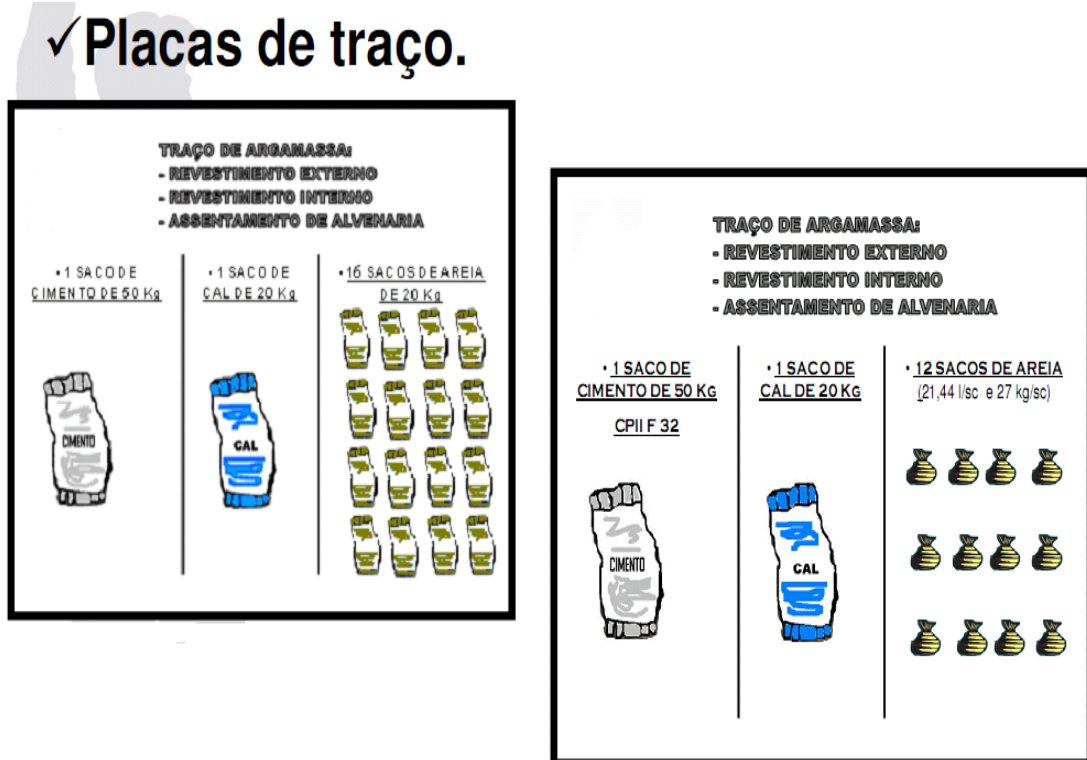 ✓Placas de traço.
TRAÇO DE ARGAMASSA:
- REVESTIMENTO EXTERNO
- REVESTIMENTO INTERNO
- ASSENTAMENTO DE ALVENARIA
• 1 SACO DE
CIMENTO DE 50 Kg
• 1 SACO DE
CAL DE 20 Kg
• 16 SACOS DE AREIA
DE 20 Kg
CIMENTO
CAL
TRAÇO DE ARGAMASSA:
- REVESTIMENTO EXTERNO
- REVESTIMENTO INTERNO
- ASSENTAMENTO DE ALVENARIA
• 1 SACO DE
CIMENTO DE 50 KG
CPII F 32
• 1 SACO DE
CAL DE 20 KG
• 12 SACOS DE AREIA
(21,44 l/sc e 27 kg/sc)
CIMENTO
CAL